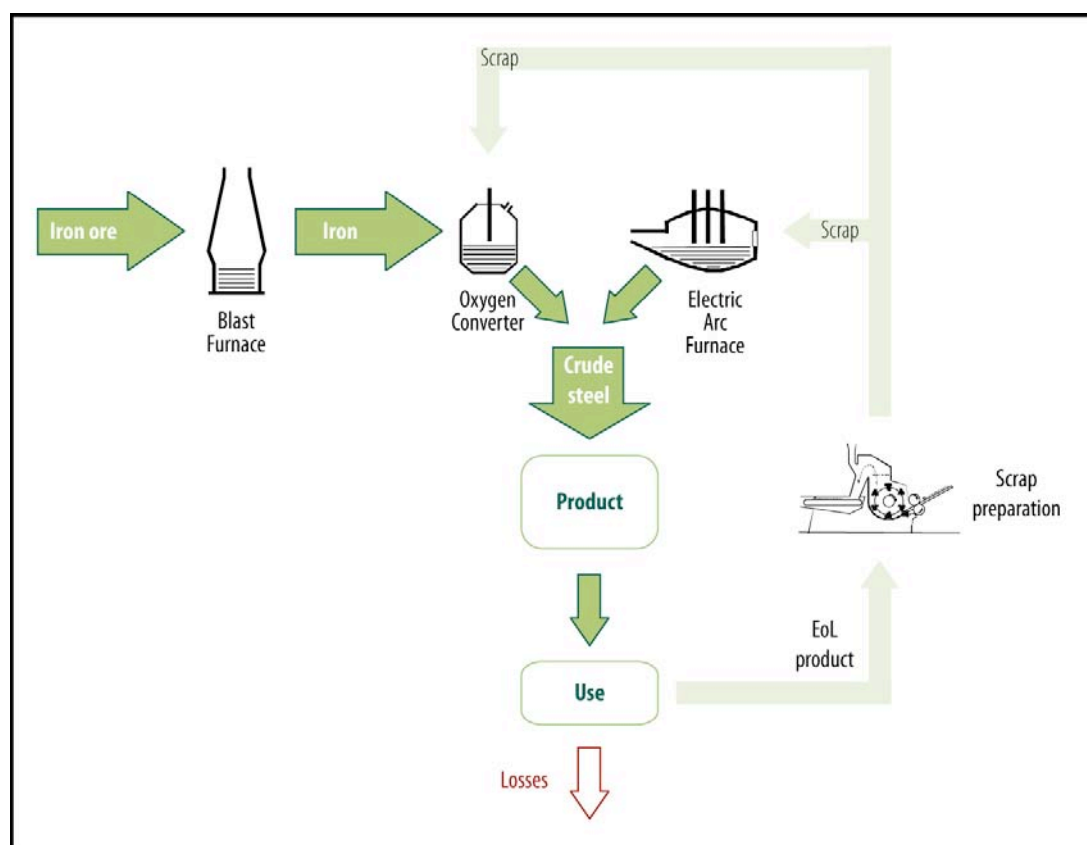 Scrap
Iron ore
Iron
Scrap
Blast
Furnace
Oxygen
Converter
Electric
Arc
Furnace
Crude
steel
Product
Scrap
preparation
EoL
product
Use
Losses